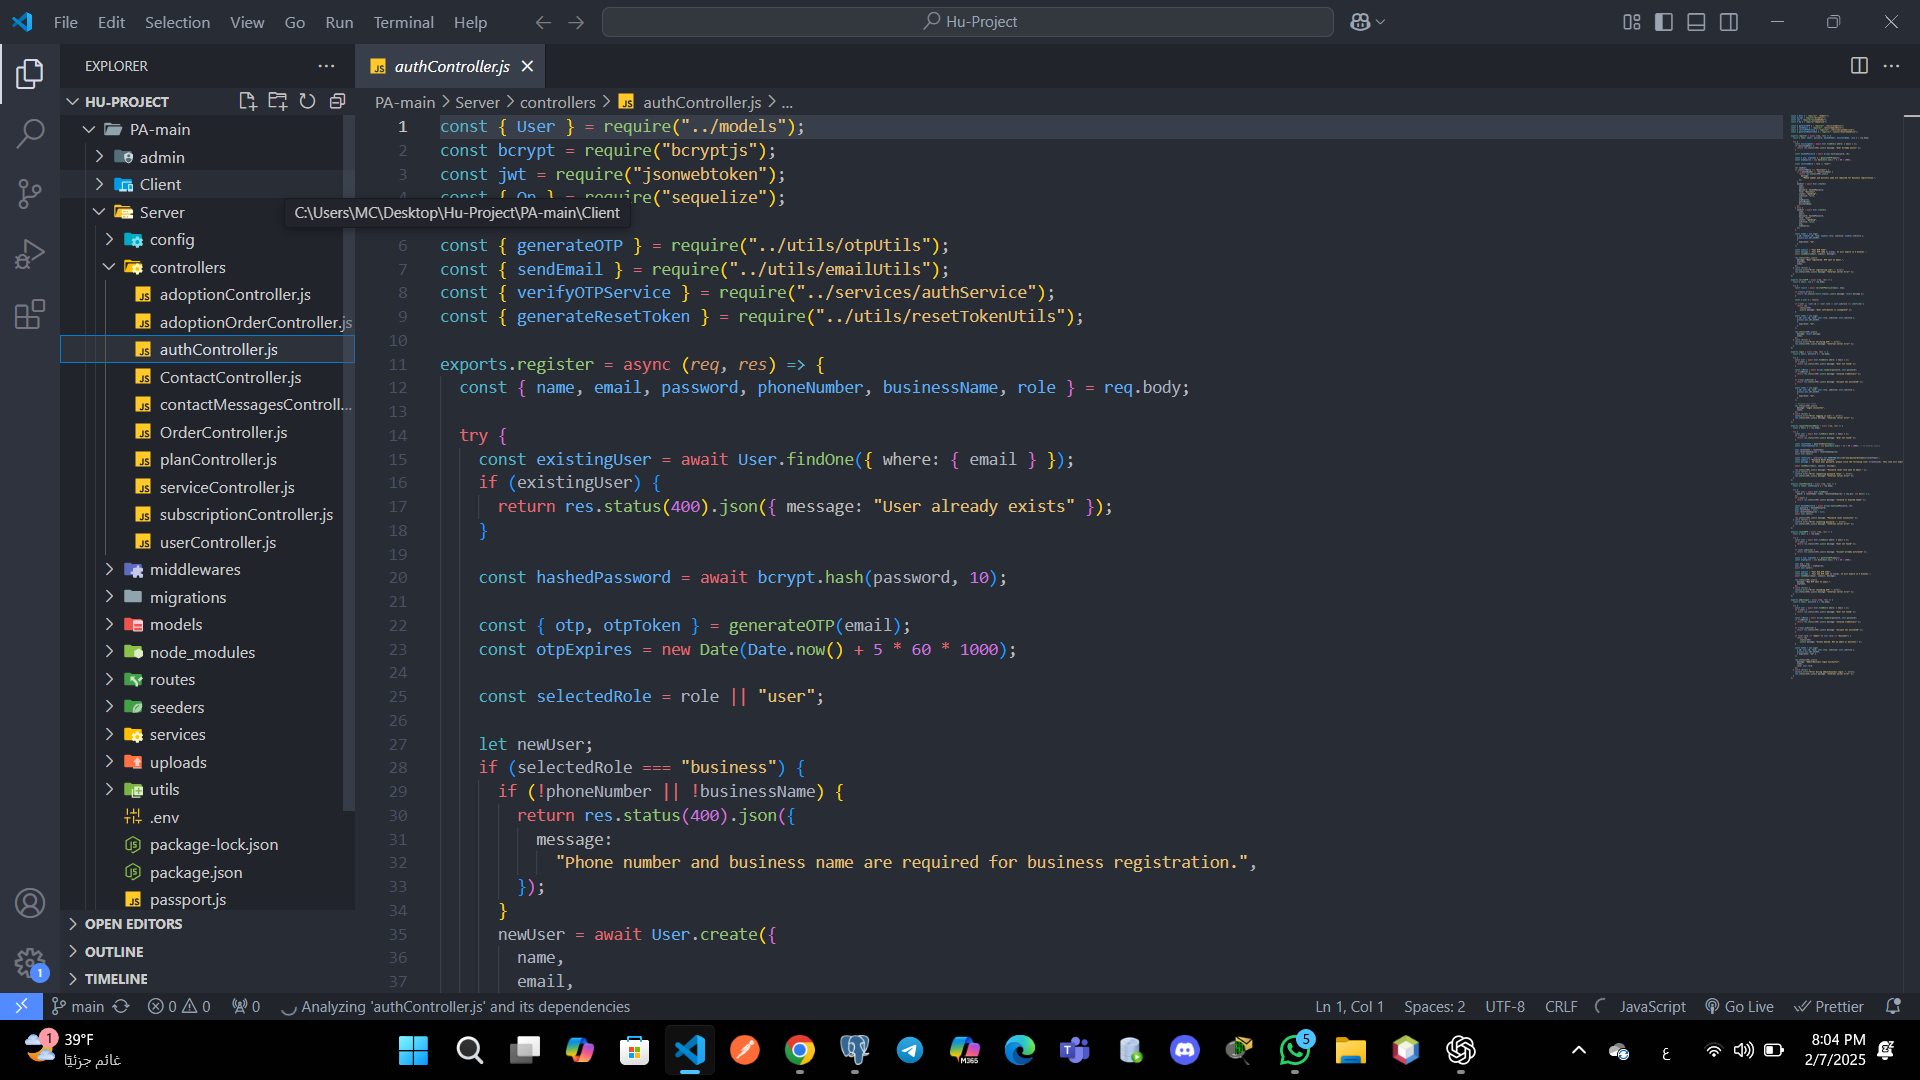 File Edit Selection View Go Run Terminal Help
Hu-Project
EXPLORER
HU-PROJECT
PA-main
admin
Client
Server
config
controllers
adoptionController.js
adoptionOrderController.js
authController.js
ContactController.js
contactMessagesControll...
OrderController.js
planController.js
serviceController.js
subscriptionController.js
userController.js
middlewares
migrations
models
node_modules
routes
seeders
services
uploads
utils
.env
package-lock.json
package.json
passport.js
OPEN EDITORS
OUTLINE
TIMELINE
authController.js
PA-main > Server > controllers > authController.js > ...
C:\Users\MC\Desktop\Hu-Project\PA-main\Client
1 const { User } = require("../models");
2 const bcrypt = require("bcryptjs");
3 const jwt = require("jsonwebtoken");
4 const { Op } = require("sequelize");
6 const { generateOTP } = require("../utils/otpUtils");
7 const { sendEmail } = require("../utils/emailUtils");
8 const { verifyOTPService } = require("../services/authService");
9 const { generateResetToken } = require("../utils/resetTokenUtils");
10
11 exports.register = async (req, res) => {
12 const { name, email, password, phoneNumber, businessName, role } = req.body;
13
14 try {
15 const existingUser = await User.findOne({ where: { email } });
16 if (existingUser) {
17 return res.status(400).json({ message: "User already exists" });
18 }
19
20 const hashedPassword = await bcrypt.hash(password, 10);
21
22 const { otp, otpToken } = generateOTP(email);
23 const otpExpires = new Date(Date.now() + 5 * 60 * 1000);
24
25 const selectedRole = role || "user";
26
27 let newUser;
28 if (selectedRole === "business") {
29 if (!phoneNumber || !businessName) {
30 return res.status(400).json({
31 message:
32 "Phone number and business name are required for business registration.",
33 });
34 }
35 newUser = await User.create({
36 name,
37 email,
main 0 0 0 Analyzing 'authController.js' and its dependencies
Ln 1, Col 1 Spaces: 2 UTF-8 CRLF JavaScript Go Live Prettier
1
1
39°F
غائم جزئيًا
M365
5
ع
8:04 PM
2/7/2025